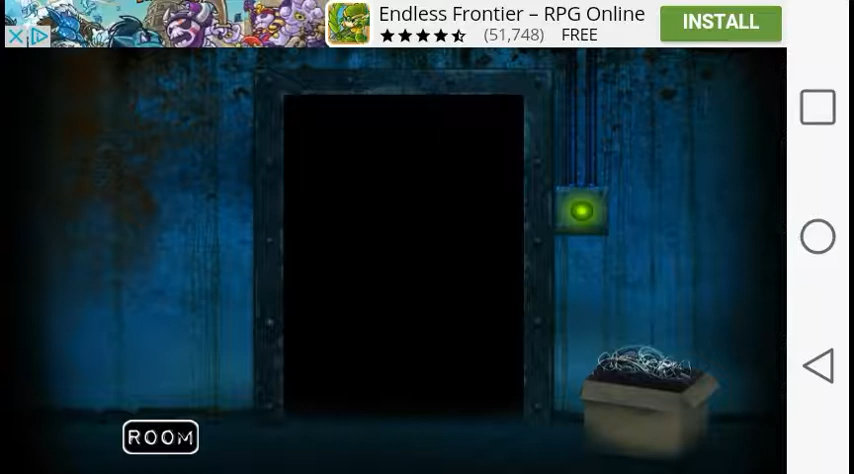 Endless Frontier – RPG Online
(51,748) FREE
INSTALL
ROOM